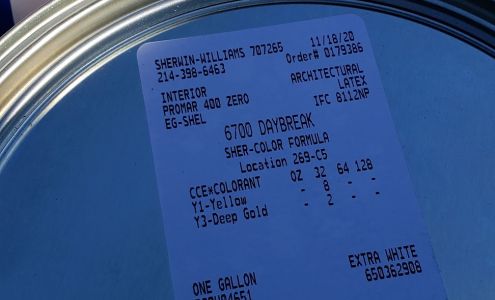 SHERWIN-WILLIAMS 707265 11/18/20
214-398-6463 Order# 0179386
INTERIOR ARCHITECTURAL
PROMAR 400 ZERO LATEX
EG-SHEL IFC 8112NP
6700 DAYBREAK
SHER-COLOR FORMULA
Location 269-C5
CCE*COLORANT OZ 32 64 128
Y1-Yellow - 8 - -
Y3-Deep Gold - 2 - -
ONE GALLON EXTRA WHITE
650362908